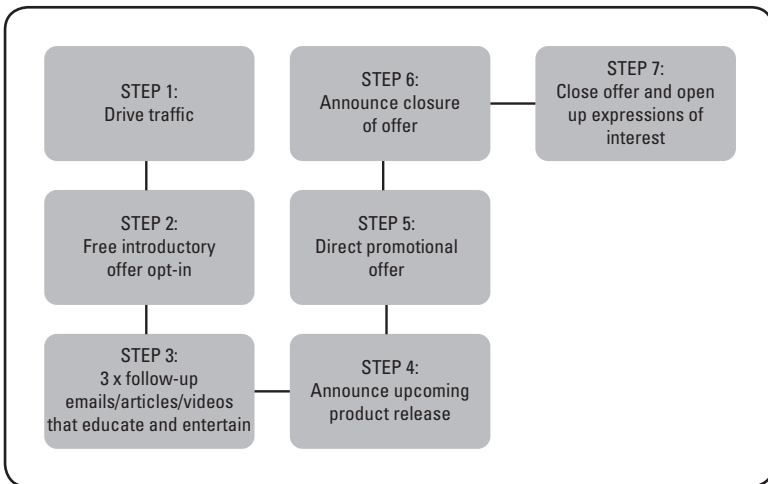 STEP 1:
Drive traffic
STEP 2:
Free introductory
offer opt-in
STEP 3:
3 x follow-up
emails/articles/videos
that educate and entertain
STEP 4:
Announce upcoming
product release
STEP 5:
Direct promotional
offer
STEP 6:
Announce closure
of offer
STEP 7:
Close offer and open
up expressions of
interest